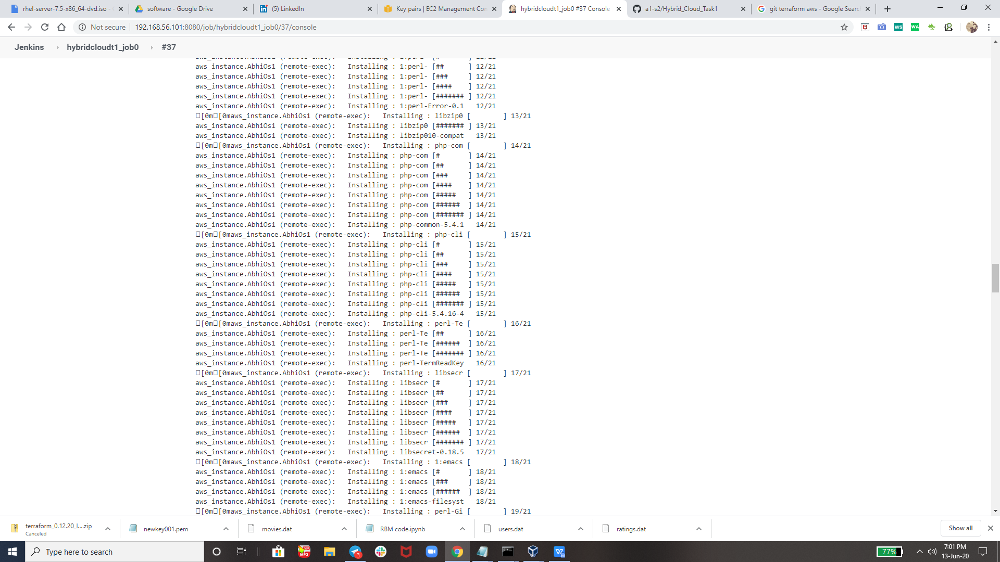 rhel-server-7.5-x86_64-dvd.iso -
software - Google Drive
(5) LinkedIn
Key pairs | EC2 Management Con
hybridcloudt1_job0 #37 Console
a1-s2/Hybrid_Cloud_Task1
git terraform aws - Google Searc
Not secure
192.168.56.101:8080/job/hybridcloudt1_job0/37/console
Jenkins
hybridcloudt1_job0
#37
aws_instance.AbhiOs1 (remote-exec):   Installing : 1:perl- [##      ] 12/21
aws_instance.AbhiOs1 (remote-exec):   Installing : 1:perl- [###     ] 12/21
aws_instance.AbhiOs1 (remote-exec):   Installing : 1:perl- [####    ] 12/21
aws_instance.AbhiOs1 (remote-exec):   Installing : 1:perl- [####### ] 12/21
aws_instance.AbhiOs1 (remote-exec):   Installing : 1:perl-Error-0.1   12/21
[0m[0maws_instance.AbhiOs1 (remote-exec):   Installing : libzip0 [        ] 13/21
aws_instance.AbhiOs1 (remote-exec):   Installing : libzip0 [####### ] 13/21
aws_instance.AbhiOs1 (remote-exec):   Installing : libzip010-compat   13/21
[0m[0maws_instance.AbhiOs1 (remote-exec):   Installing : php-com [        ] 14/21
aws_instance.AbhiOs1 (remote-exec):   Installing : php-com [#       ] 14/21
aws_instance.AbhiOs1 (remote-exec):   Installing : php-com [##      ] 14/21
aws_instance.AbhiOs1 (remote-exec):   Installing : php-com [###     ] 14/21
aws_instance.AbhiOs1 (remote-exec):   Installing : php-com [####    ] 14/21
aws_instance.AbhiOs1 (remote-exec):   Installing : php-com [#####   ] 14/21
aws_instance.AbhiOs1 (remote-exec):   Installing : php-com [######  ] 14/21
aws_instance.AbhiOs1 (remote-exec):   Installing : php-com [####### ] 14/21
aws_instance.AbhiOs1 (remote-exec):   Installing : php-common-5.4.1   14/21
[0m[0maws_instance.AbhiOs1 (remote-exec):   Installing : php-cli [        ] 15/21
aws_instance.AbhiOs1 (remote-exec):   Installing : php-cli [#       ] 15/21
aws_instance.AbhiOs1 (remote-exec):   Installing : php-cli [##      ] 15/21
aws_instance.AbhiOs1 (remote-exec):   Installing : php-cli [###     ] 15/21
aws_instance.AbhiOs1 (remote-exec):   Installing : php-cli [####    ] 15/21
aws_instance.AbhiOs1 (remote-exec):   Installing : php-cli [#####   ] 15/21
aws_instance.AbhiOs1 (remote-exec):   Installing : php-cli [######  ] 15/21
aws_instance.AbhiOs1 (remote-exec):   Installing : php-cli [####### ] 15/21
aws_instance.AbhiOs1 (remote-exec):   Installing : php-cli-5.4.16-4   15/21
[0m[0maws_instance.AbhiOs1 (remote-exec):   Installing : perl-Te [        ] 16/21
aws_instance.AbhiOs1 (remote-exec):   Installing : perl-Te [##      ] 16/21
aws_instance.AbhiOs1 (remote-exec):   Installing : perl-Te [######  ] 16/21
aws_instance.AbhiOs1 (remote-exec):   Installing : perl-Te [####### ] 16/21
aws_instance.AbhiOs1 (remote-exec):   Installing : perl-TermReadKey   16/21
[0m[0maws_instance.AbhiOs1 (remote-exec):   Installing : libsecr [        ] 17/21
aws_instance.AbhiOs1 (remote-exec):   Installing : libsecr [#       ] 17/21
aws_instance.AbhiOs1 (remote-exec):   Installing : libsecr [##      ] 17/21
aws_instance.AbhiOs1 (remote-exec):   Installing : libsecr [###     ] 17/21
aws_instance.AbhiOs1 (remote-exec):   Installing : libsecr [####    ] 17/21
aws_instance.AbhiOs1 (remote-exec):   Installing : libsecr [#####   ] 17/21
aws_instance.AbhiOs1 (remote-exec):   Installing : libsecr [######  ] 17/21
aws_instance.AbhiOs1 (remote-exec):   Installing : libsecr [####### ] 17/21
aws_instance.AbhiOs1 (remote-exec):   Installing : libsecret-0.18.5   17/21
[0m[0maws_instance.AbhiOs1 (remote-exec):   Installing : 1:emacs [        ] 18/21
aws_instance.AbhiOs1 (remote-exec):   Installing : 1:emacs [#       ] 18/21
aws_instance.AbhiOs1 (remote-exec):   Installing : 1:emacs [###     ] 18/21
aws_instance.AbhiOs1 (remote-exec):   Installing : 1:emacs [######  ] 18/21
aws_instance.AbhiOs1 (remote-exec):   Installing : 1:emacs-filesyst   18/21
[0m[0maws_instance.AbhiOs1 (remote-exec):   Installing : perl-Gi [        ] 19/21
terraform_0.12.20_l....zip
Canceled
newkey001.pem
movies.dat
RBM code.ipynb
users.dat
ratings.dat
Show all
Type here to search
MP3
3
77%
7:01 PM
13-Jun-20